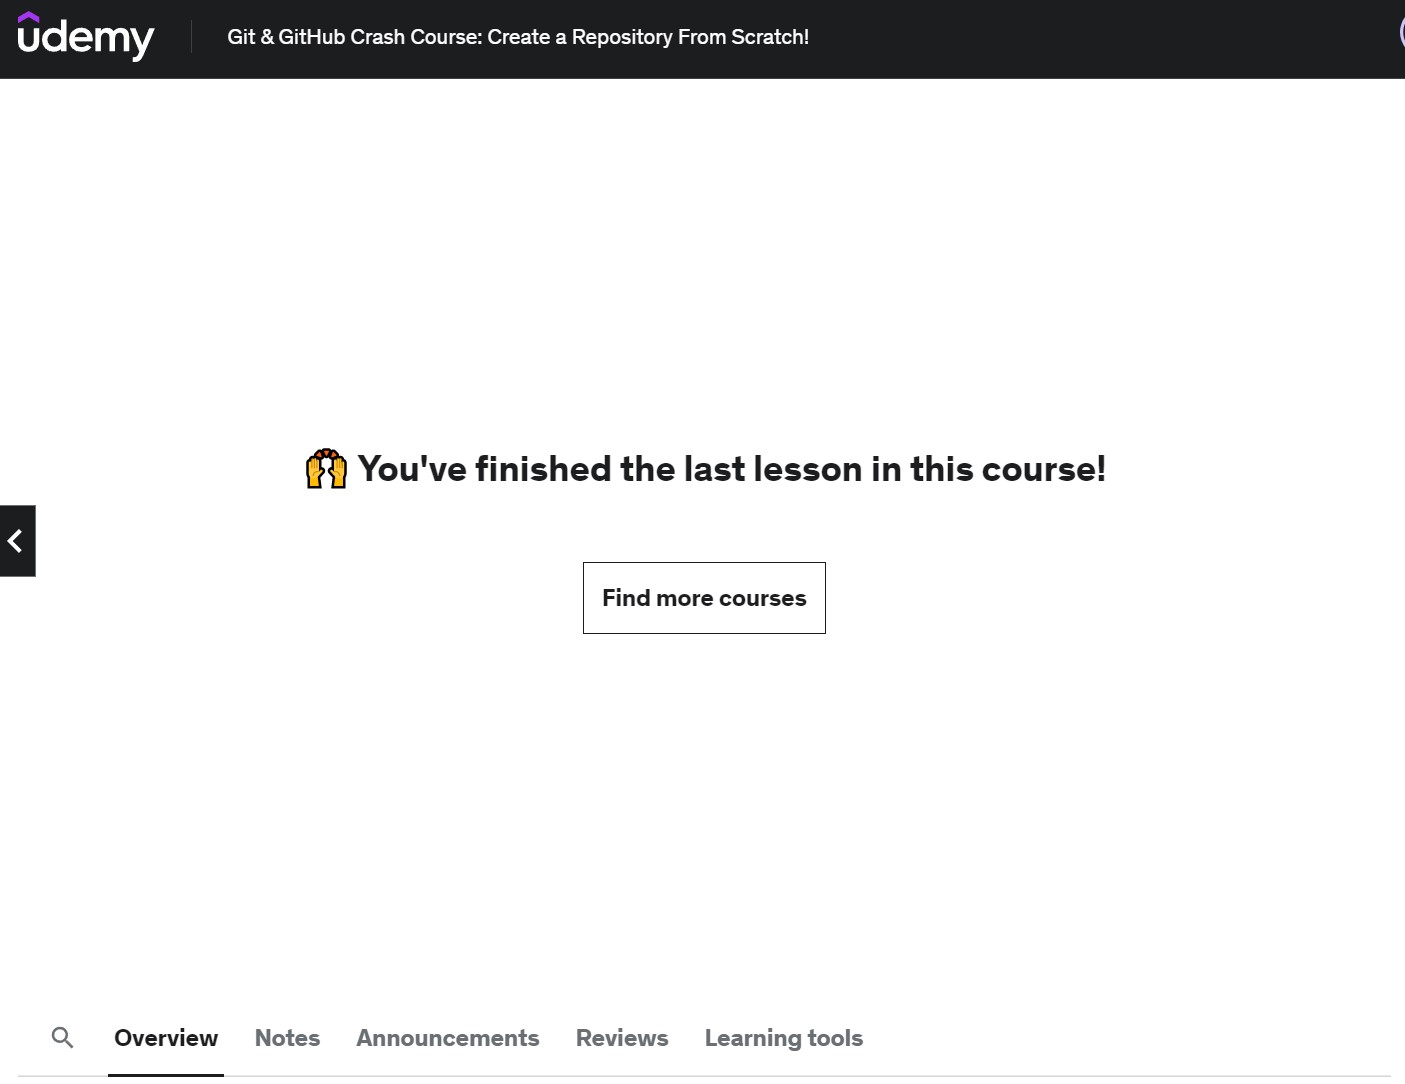 udemy
Git & GitHub Crash Course: Create a Repository From Scratch!
🙌 You've finished the last lesson in this course!
Find more courses
Overview Notes Announcements Reviews Learning tools